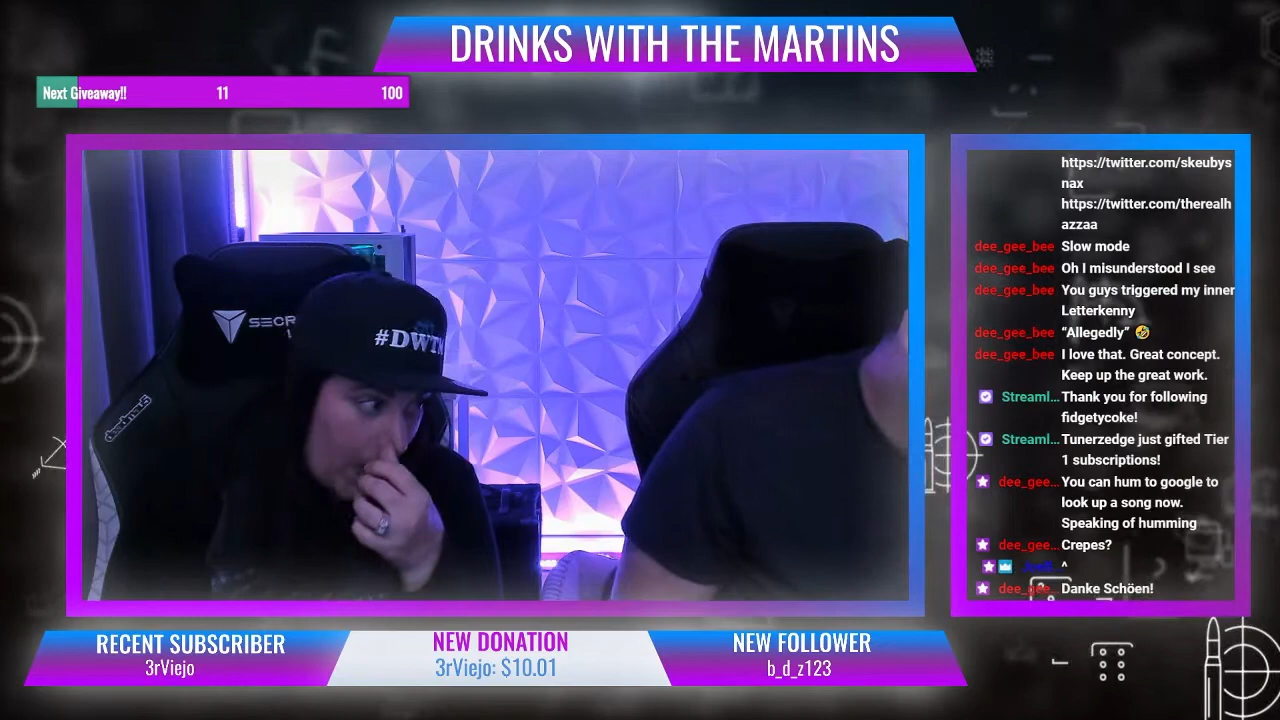 DRINKS WITH THE MARTINS
Next Giveaway!! 11 100
SECR
#DWT
deadmau5
https://twitter.com/skeubys
nax
https://twitter.com/therealh
azzaa
dee_gee_bee Slow mode
dee_gee_bee Oh I misunderstood I see
dee_gee_bee You guys triggered my inner
Letterkenny
dee_gee_bee “Allegedly” 🤣
dee_gee_bee I love that. Great concept.
Keep up the great work.
Streaml... Thank you for following
fidgetycoke!
Streaml... Tunerzedge just gifted Tier
1 subscriptions!
dee_gee... You can hum to google to
look up a song now.
Speaking of humming
dee_gee... Crepes?
^
dee_gee... Danke Schöen!
RECENT SUBSCRIBER
3rViejo
NEW DONATION
3rViejo: $10.01
NEW FOLLOWER
b_d_z123